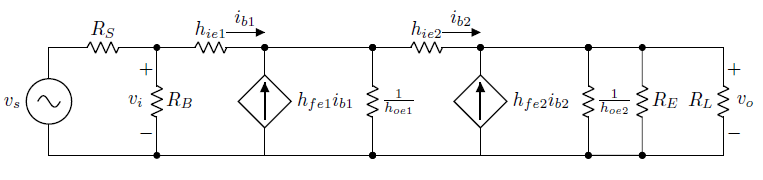 R_S
h_{ie1}
i_{b1}
h_{ie2}
i_{b2}
v_s
+
v_i
−
R_B
h_{fe1}i_{b1}
1/h_{oe1}
h_{fe2}i_{b2}
1/h_{oe2}
R_E
R_L
+
v_o
−